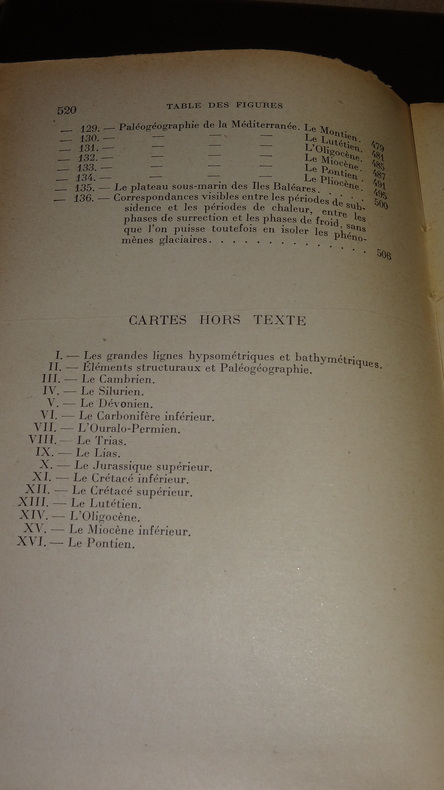 520 TABLE DES FIGURES
— 129. — Paléogéographie de la Méditerranée. Le Montien. 479
— 130. — — — — Le Lutétien. 481
— 131. — — — — L'Oligocène. 485
— 132. — — — — Le Miocène. 487
— 133. — — — — Le Pontien. 491
— 134. — — — — Le Pliocène. 495
— 135. — Le plateau sous-marin des Iles Baléares. . . . . 500
— 136. — Correspondances visibles entre les périodes de sub-
sidence et les périodes de chaleur, entre les
phases de surrection et les phases de froid, sans
que l'on puisse toutefois en isoler les phéno-
mènes glaciaires. . . . . . . . . . . . . 506
CARTES HORS TEXTE
I. — Les grandes lignes hypsométriques et bathymétriques.
II. — Éléments structuraux et Paléogéographie.
III. — Le Cambrien.
IV. — Le Silurien.
V. — Le Dévonien.
VI. — Le Carbonifère inférieur.
VII. — L'Ouralo-Permien.
VIII. — Le Trias.
IX. — Le Lias.
X. — Le Jurassique supérieur.
XI. — Le Crétacé inférieur.
XII. — Le Crétacé supérieur.
XIII. — Le Lutétien.
XIV. — L'Oligocène.
XV. — Le Miocène inférieur.
XVI. — Le Pontien.